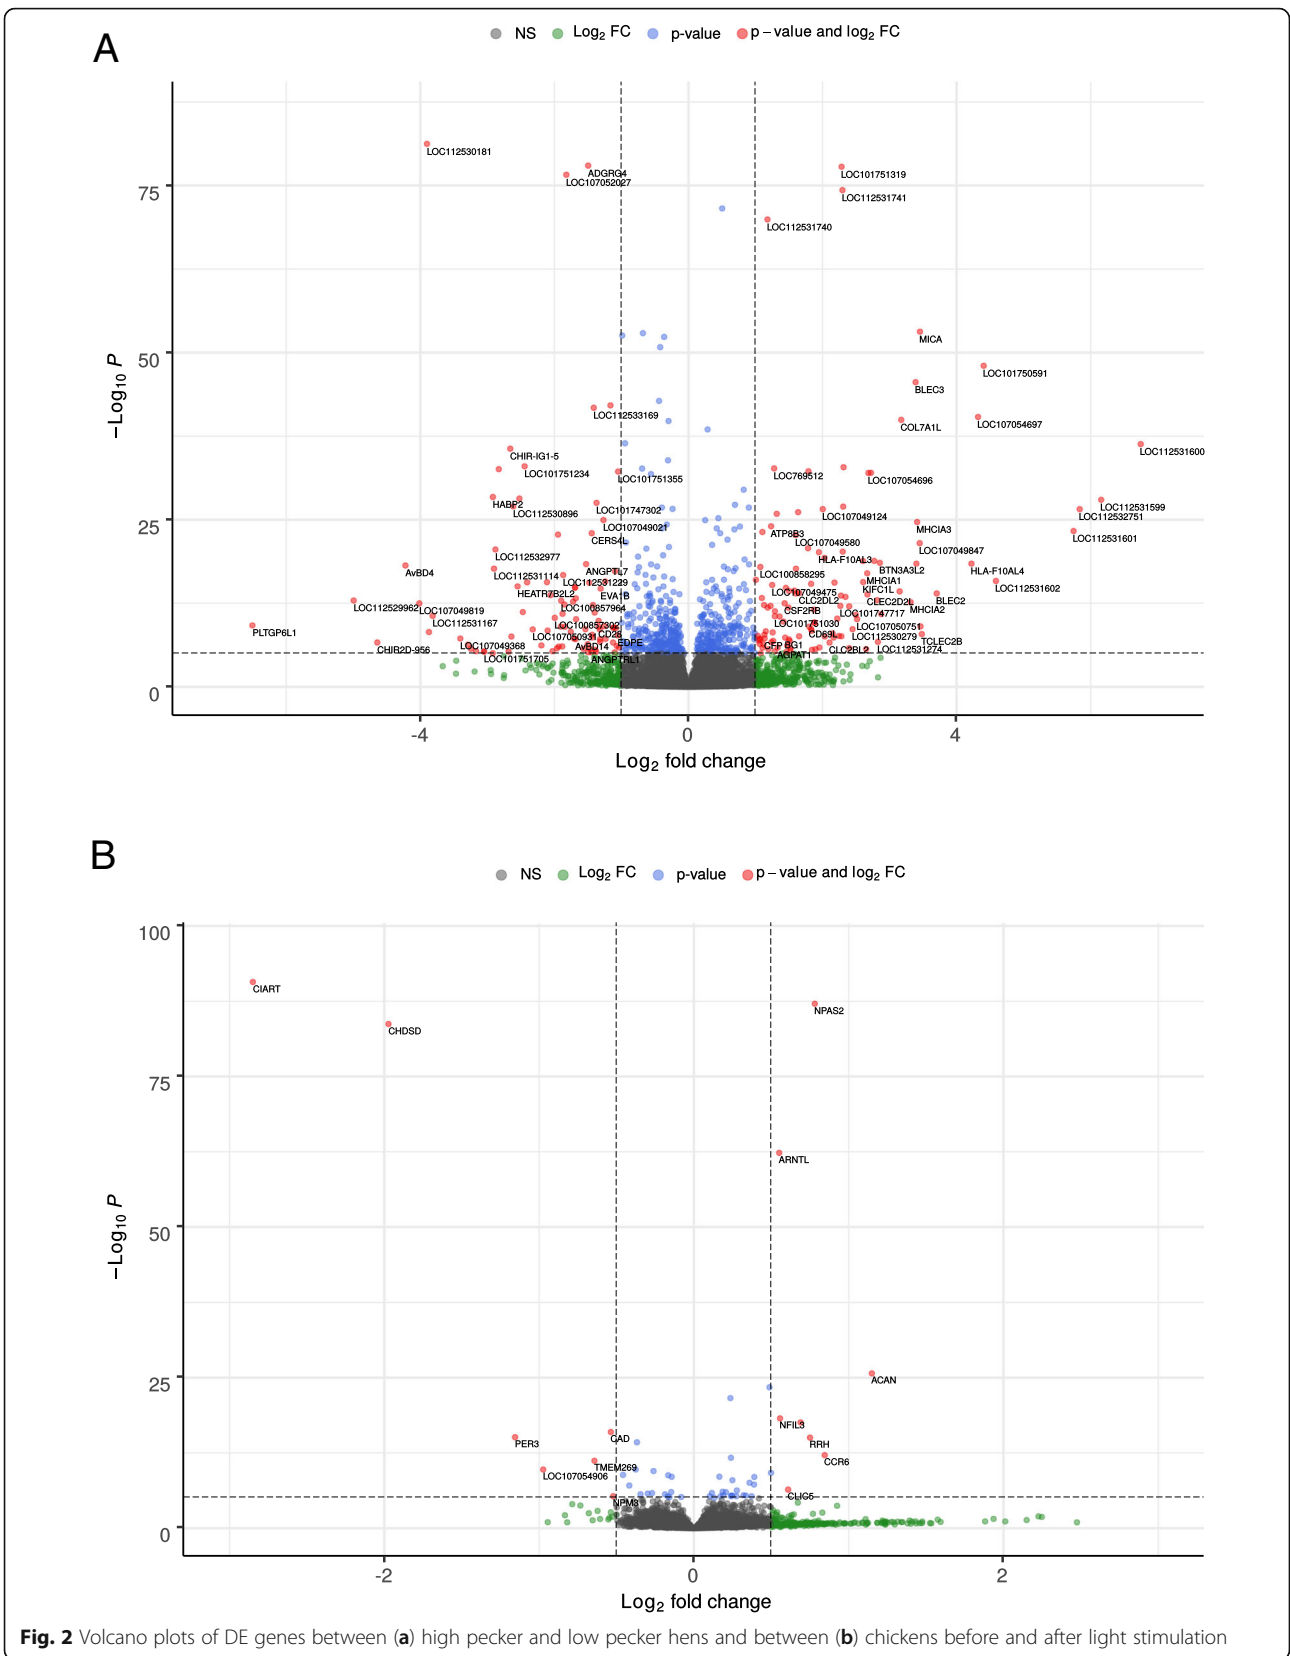 A
NS Log2 FC p-value p – value and log2 FC
LOC112530181
ADGRG4
LOC107052027
LOC101751319
LOC112531741
LOC112531740
MICA
LOC101750591
BLEC3
LOC112533169
COL7A1L
LOC107054697
LOC112531600
CHIR-IG1-5
LOC101751234
LOC101751355
LOC769512
LOC107054696
HABP2
LOC112530896
LOC101747302
LOC107049124
LOC112531599
LOC112532751
LOC107049021
ATP8B3
MHCIA3
LOC112531601
CERS4L
LOC107049580
LOC107049847
LOC112532977
HLA-F10AL3
AvBD4
LOC112531114
ANGPTL7
LOC100858295
BTN3A3L2
HLA-F10AL4
LOC112531229
MHCIA1
LOC112531602
HEATR7B2L2
EVA1B
LOC107049475
KIFC1L
LOC112529962
LOC107049819
LOC100857964
CLC2DL2
CLEC2D2L
BLEC2
CSF2RB
LOC101747717
MHCIA2
LOC112531167
LOC100857302
LOC101751030
LOC107050751
PLTGP6L1
LOC107050931
CD28
CD69L
LOC112530279
TCLEC2B
CHIR2D-956
LOC107049368
AvBD14
EDPE
CFP
BG1
CLC2BL2
LOC112531274
LOC101751705
ANGPTRL1
AGPAT1
75
50
25
0
−Log10 P
-4 0 4
Log2 fold change
B
NS Log2 FC p-value p – value and log2 FC
CIART
CHDSD
NPAS2
ARNTL
ACAN
NFIL3
PER3
CAD
RRH
TMEM269
CCR6
LOC107054906
NPM3
CLIC5
100
75
50
25
0
−Log10 P
-2 0 2
Log2 fold change
Fig. 2 Volcano plots of DE genes between (a) high pecker and low pecker hens and between (b) chickens before and after light stimulation